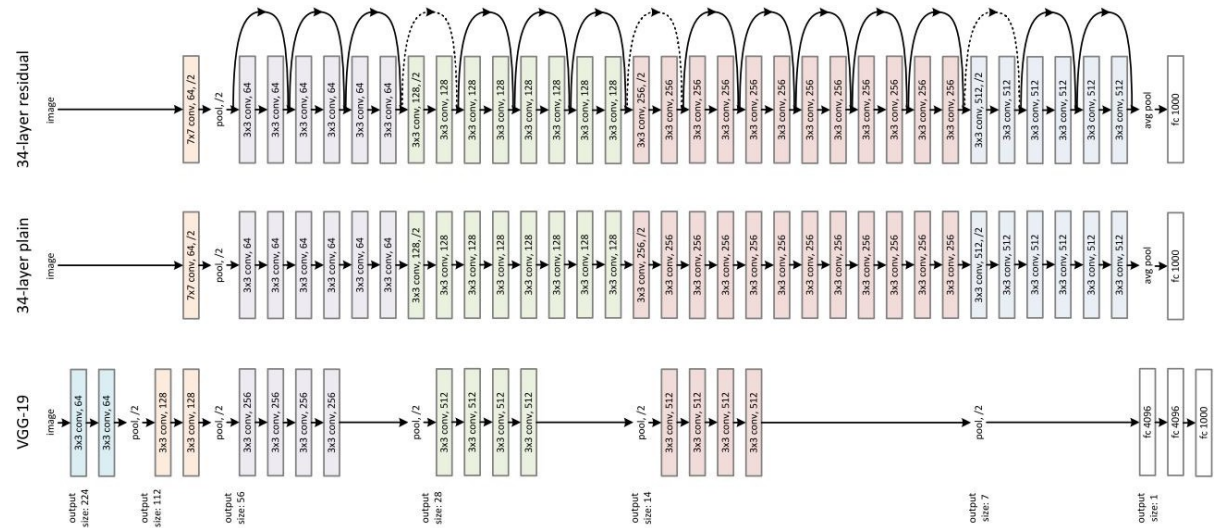 34-layer residual
image
7x7 conv, 64, /2
pool, /2
3x3 conv, 64
3x3 conv, 64
3x3 conv, 64
3x3 conv, 64
3x3 conv, 64
3x3 conv, 64
3x3 conv, 128, /2
3x3 conv, 128
3x3 conv, 128
3x3 conv, 128
3x3 conv, 128
3x3 conv, 128
3x3 conv, 128
3x3 conv, 128
3x3 conv, 256, /2
3x3 conv, 256
3x3 conv, 256
3x3 conv, 256
3x3 conv, 256
3x3 conv, 256
3x3 conv, 256
3x3 conv, 256
3x3 conv, 256
3x3 conv, 256
3x3 conv, 256
3x3 conv, 256
3x3 conv, 512, /2
3x3 conv, 512
3x3 conv, 512
3x3 conv, 512
3x3 conv, 512
3x3 conv, 512
avg pool
fc 1000
34-layer plain
image
7x7 conv, 64, /2
pool, /2
3x3 conv, 64
3x3 conv, 64
3x3 conv, 64
3x3 conv, 64
3x3 conv, 64
3x3 conv, 64
3x3 conv, 128, /2
3x3 conv, 128
3x3 conv, 128
3x3 conv, 128
3x3 conv, 128
3x3 conv, 128
3x3 conv, 128
3x3 conv, 128
3x3 conv, 256, /2
3x3 conv, 256
3x3 conv, 256
3x3 conv, 256
3x3 conv, 256
3x3 conv, 256
3x3 conv, 256
3x3 conv, 256
3x3 conv, 256
3x3 conv, 256
3x3 conv, 256
3x3 conv, 256
3x3 conv, 512, /2
3x3 conv, 512
3x3 conv, 512
3x3 conv, 512
3x3 conv, 512
3x3 conv, 512
avg pool
fc 1000
VGG-19
image
3x3 conv, 64
3x3 conv, 64
pool, /2
3x3 conv, 128
3x3 conv, 128
pool, /2
3x3 conv, 256
3x3 conv, 256
3x3 conv, 256
3x3 conv, 256
pool, /2
3x3 conv, 512
3x3 conv, 512
3x3 conv, 512
3x3 conv, 512
pool, /2
3x3 conv, 512
3x3 conv, 512
3x3 conv, 512
3x3 conv, 512
pool, /2
fc 4096
fc 4096
fc 1000
output
size: 224
output
size: 112
output
size: 56
output
size: 28
output
size: 14
output
size: 7
output
size: 1